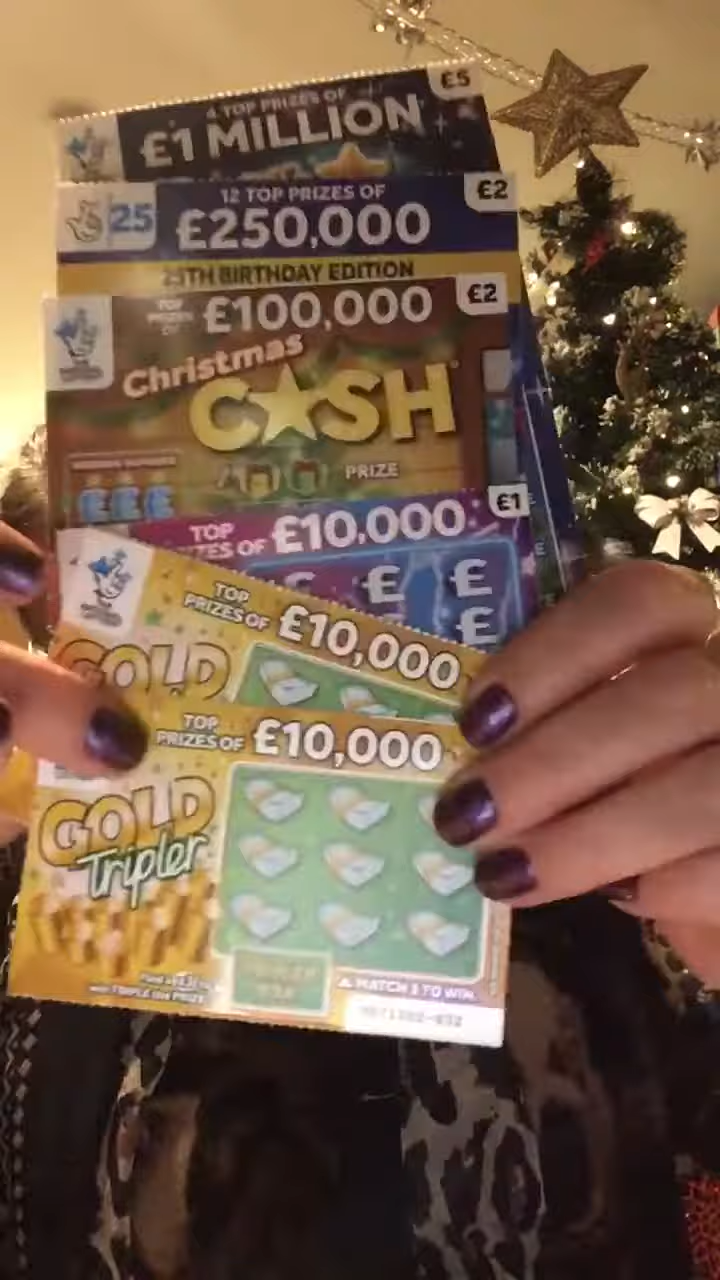 £5
4 TOP PRIZES OF
£1 MILLION
£2
25
12 TOP PRIZES OF
£250,000
25TH BIRTHDAY EDITION
£2
TOP
PRIZES
OF
£100,000
Christmas
CASH
£££
PRIZE
£1
TOP
PRIZES OF £10,000
£ £ £
£
TOP
PRIZES OF £10,000
GOLD
TOP
PRIZES OF £10,000
GOLD
Tripler
MATCH 3 TO WIN